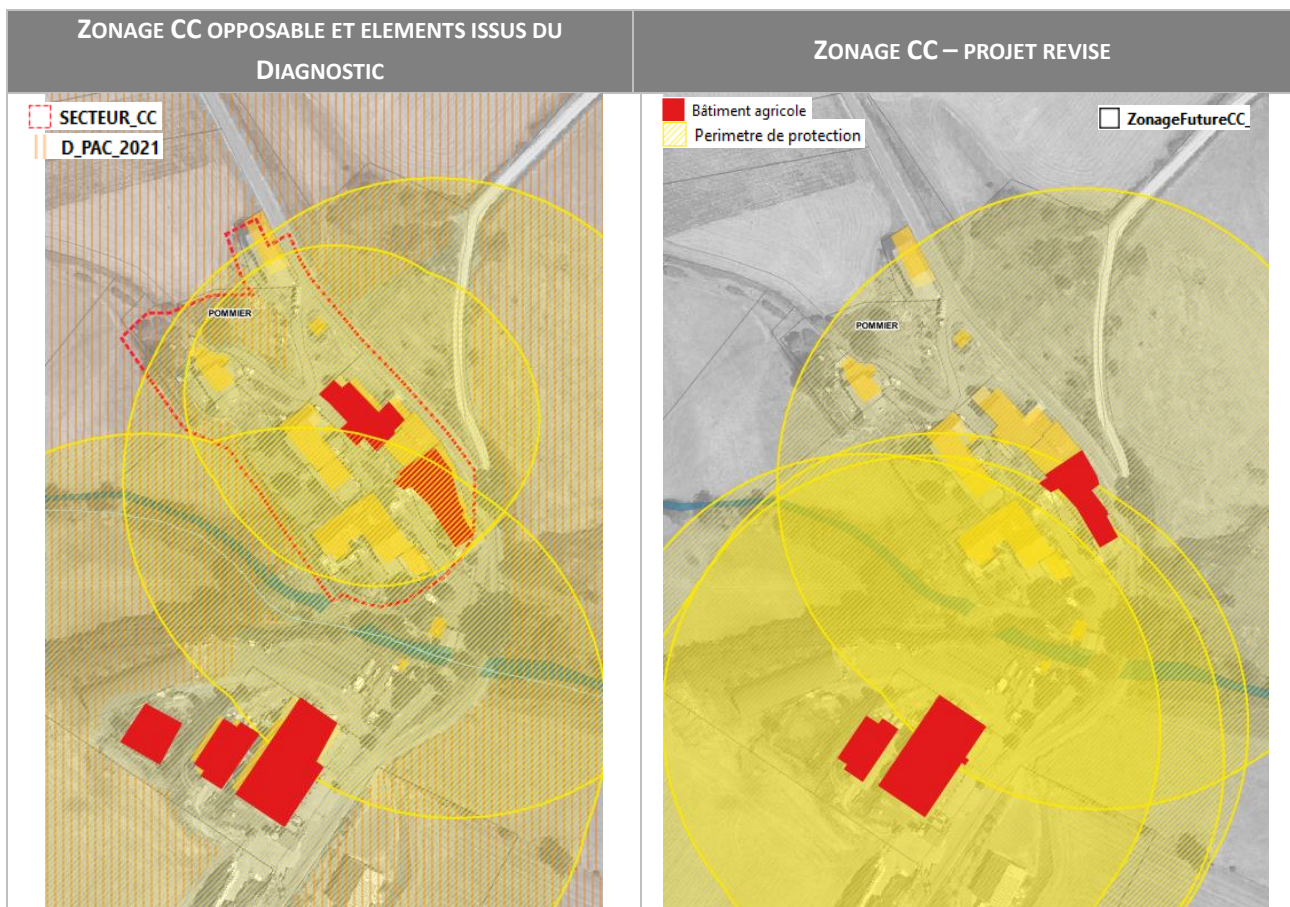 ZONAGE CC OPPOSABLE ET ELEMENTS ISSUS DU
DIAGNOSTIC
ZONAGE CC – PROJET REVISE
SECTEUR_CC
D_PAC_2021
POMMIER
Bâtiment agricole
Perimetre de protection
ZonageFutureCC_
POMMIER